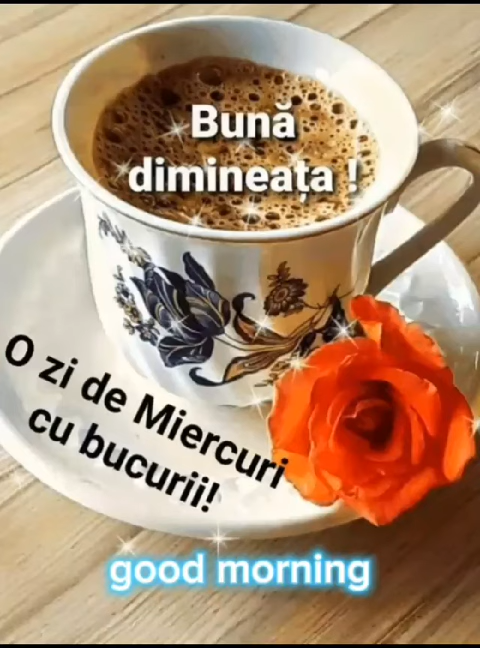 Bună
dimineața !
O zi de Miercuri
cu bucurii!
good morning